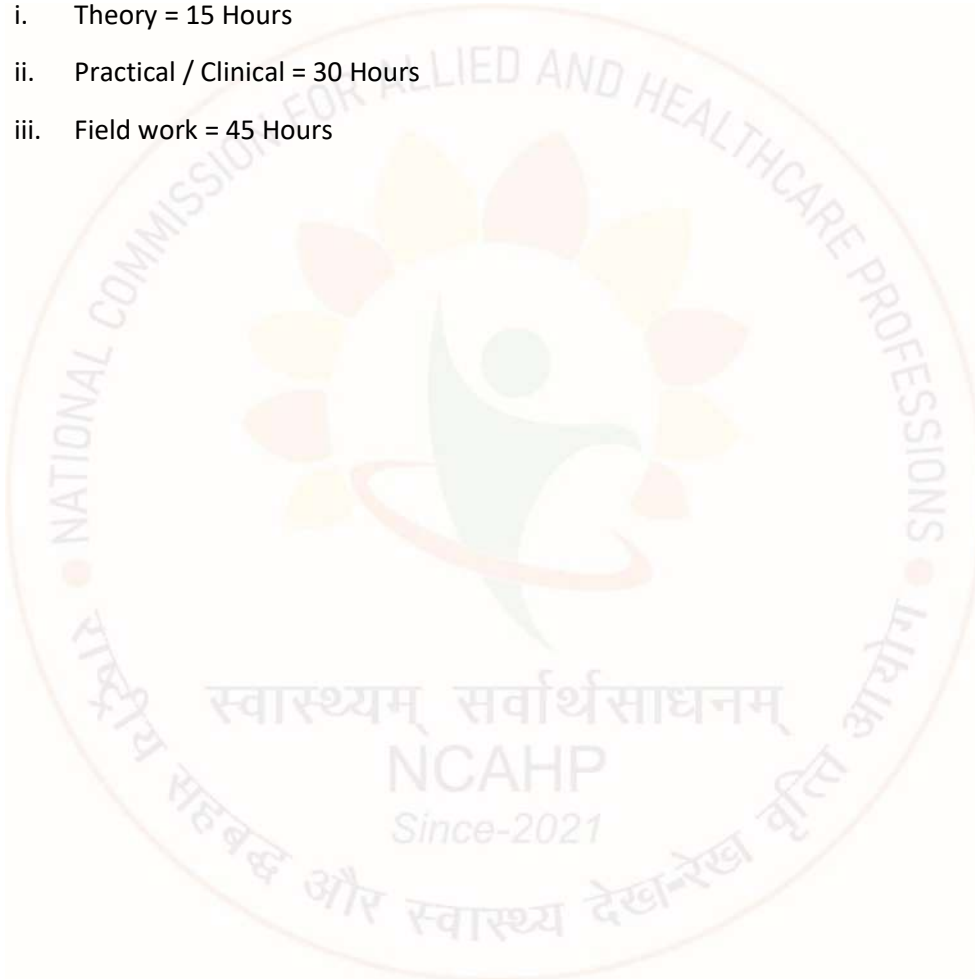 i. Theory = 15 Hours
ii. Practical / Clinical = 30 Hours
iii. Field work = 45 Hours
NATIONAL COMMISSION FOR ALLIED AND HEALTHCARE PROFESSIONS
स्वास्थ्यम् सर्वार्थसाधनम्
NCAHP
Since-2021
राष्ट्रीय सहबद्ध और स्वास्थ्य देख-रेख वृत्ति आयोग